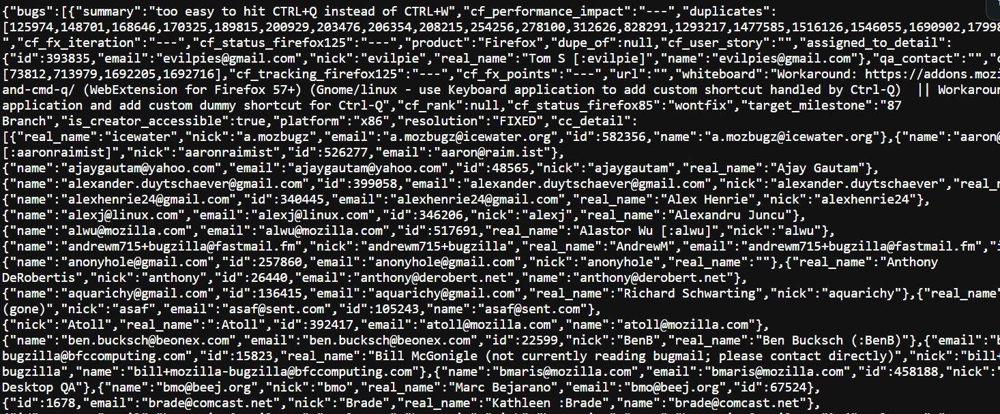 {"bugs":[{"summary":"too easy to hit CTRL+Q instead of CTRL+W","cf_performance_impact":"---","duplicates":
[125974,148701,168646,170325,189815,200929,203476,206354,208215,254256,278100,312626,828291,1293217,1477585,1516126,1546055,1690902,17998
","cf_fx_iteration":"---","cf_status_firefox125":"---","product":"Firefox","dupe_of":null,"cf_user_story":"","assigned_to_detail":
{"id":393835,"email":"evilpies@gmail.com","nick":"evilpie","real_name":"Tom S [:evilpie]","name":"evilpies@gmail.com"},"qa_contact":"","c
[73812,713979,1692205,1692716],"cf_tracking_firefox125":"---","cf_fx_points":"---","url":"","whiteboard":"Workaround: https://addons.mozi
and-cmd-q/ (WebExtension for Firefox 57+) (Gnome/linux - use Keyboard application to add custom shortcut handled by Ctrl-Q)  || Workaroun
application and add custom dummy shortcut for Ctrl-Q","cf_rank":null,"cf_status_firefox85":"wontfix","target_milestone":"87
Branch","is_creator_accessible":true,"platform":"x86","resolution":"FIXED","cc_detail":
[{"real_name":"icewater","nick":"a.mozbugz","email":"a.mozbugz@icewater.org","id":582356,"name":"a.mozbugz@icewater.org"},{"name":"aaron@
[:aaronraimist]","nick":"aaronraimist","id":526277,"email":"aaron@raim.ist"},
{"name":"ajaygautam@yahoo.com","email":"ajaygautam@yahoo.com","id":48565,"nick":"ajaygautam","real_name":"Ajay Gautam"},
{"name":"alexander.duytschaever@gmail.com","id":399058,"email":"alexander.duytschaever@gmail.com","nick":"alexander.duytschaever","real_n
{"name":"alexhenrie24@gmail.com","id":340445,"email":"alexhenrie24@gmail.com","real_name":"Alex Henrie","nick":"alexhenrie24"},
{"name":"alexj@linux.com","email":"alexj@linux.com","id":346206,"nick":"alexj","real_name":"Alexandru Juncu"},
{"name":"alwu@mozilla.com","email":"alwu@mozilla.com","id":517691,"real_name":"Alastor Wu [:alwu]","nick":"alwu"},
{"name":"andrewm715+bugzilla@fastmail.fm","nick":"andrewm715+bugzilla","real_name":"AndrewM","email":"andrewm715+bugzilla@fastmail.fm","i
{"name":"anonyhole@gmail.com","id":257860,"email":"anonyhole@gmail.com","nick":"anonyhole","real_name":""},{"real_name":"Anthony
DeRobertis","nick":"anthony","id":26440,"email":"anthony@derobert.net","name":"anthony@derobert.net"},
{"name":"aquarichy@gmail.com","id":136415,"email":"aquarichy@gmail.com","real_name":"Richard Schwarting","nick":"aquarichy"},{"real_name"
(gone)","nick":"asaf","email":"asaf@sent.com","id":105243,"name":"asaf@sent.com"},
{"nick":"Atoll","real_name":":Atoll","id":392417,"email":"atoll@mozilla.com","name":"atoll@mozilla.com"},
{"name":"ben.bucksch@beonex.com","email":"ben.bucksch@beonex.com","id":22599,"nick":"BenB","real_name":"Ben Bucksch (:BenB)"},{"email":"b
bugzilla@bfccomputing.com","id":15823,"real_name":"Bill McGonigle (not currently reading bugmail; please contact directly)","nick":"bill+
bugzilla","name":"bill+mozilla-bugzilla@bfccomputing.com"},{"name":"bmaris@mozilla.com","email":"bmaris@mozilla.com","id":458188,"nick":"
Desktop QA"},{"name":"bmo@beej.org","nick":"bmo","real_name":"Marc Bejarano","email":"bmo@beej.org","id":67524},
{"id":1678,"email":"brade@comcast.net","nick":"Brade","real_name":"Kathleen :Brade","name":"brade@comcast.net"},